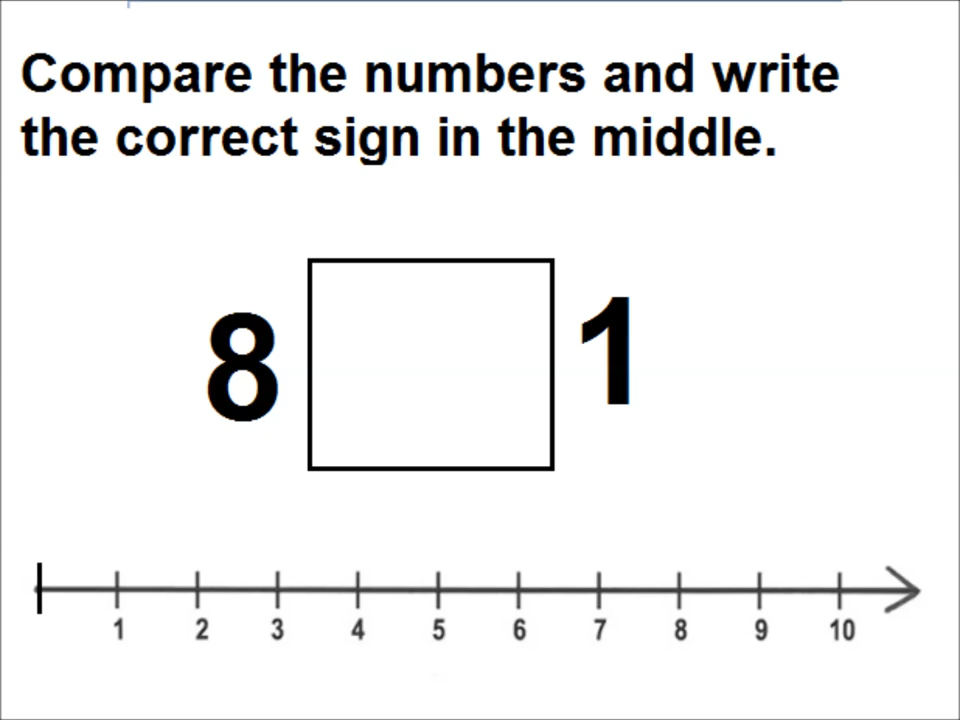 Compare the numbers and write
the correct sign in the middle.
8 1
1 2 3 4 5 6 7 8 9 10